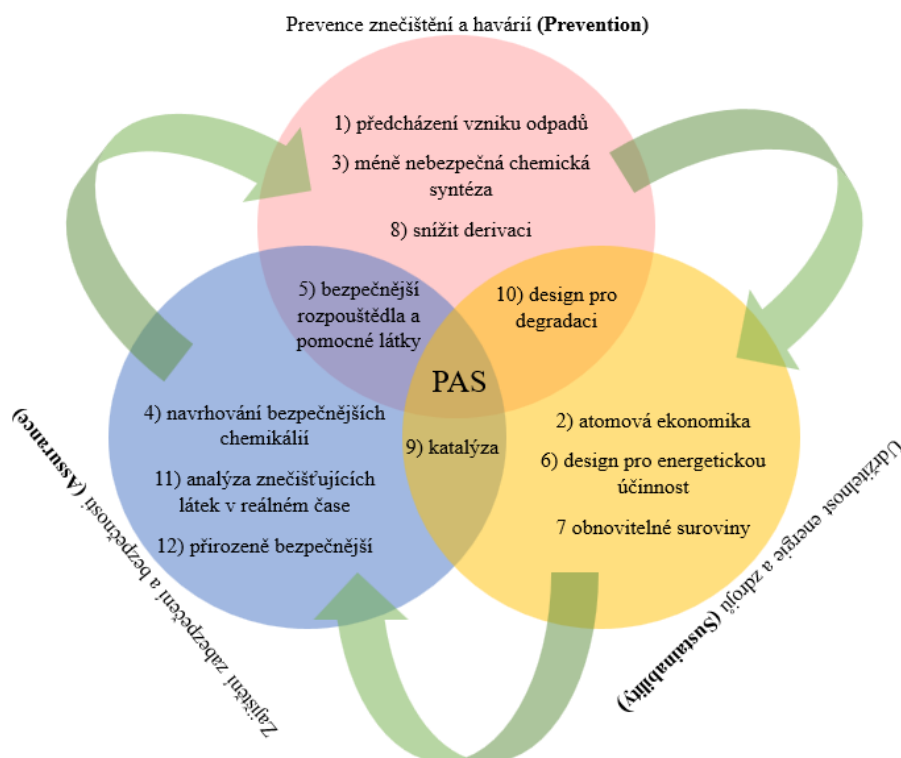 Prevence znečištění a havárií (Prevention)
1) předcházení vzniku odpadů
3) méně nebezpečná chemická
syntéza
8) snížit derivaci
5) bezpečnější
rozpouštědla a
pomocné látky
10) design pro
degradaci
PAS
4) navrhování bezpečnějších
chemikálií
11) analýza znečišťujících
látek v reálném čase
12) přirozeně bezpečnější
9) katalýza
2) atomová ekonomika
6) design pro energetickou
účinnost
7 obnovitelné suroviny
Zajištění zabezpečení a bezpečnosti (Assurance)
Udržitelnost energie a zdrojů (Sustainability)